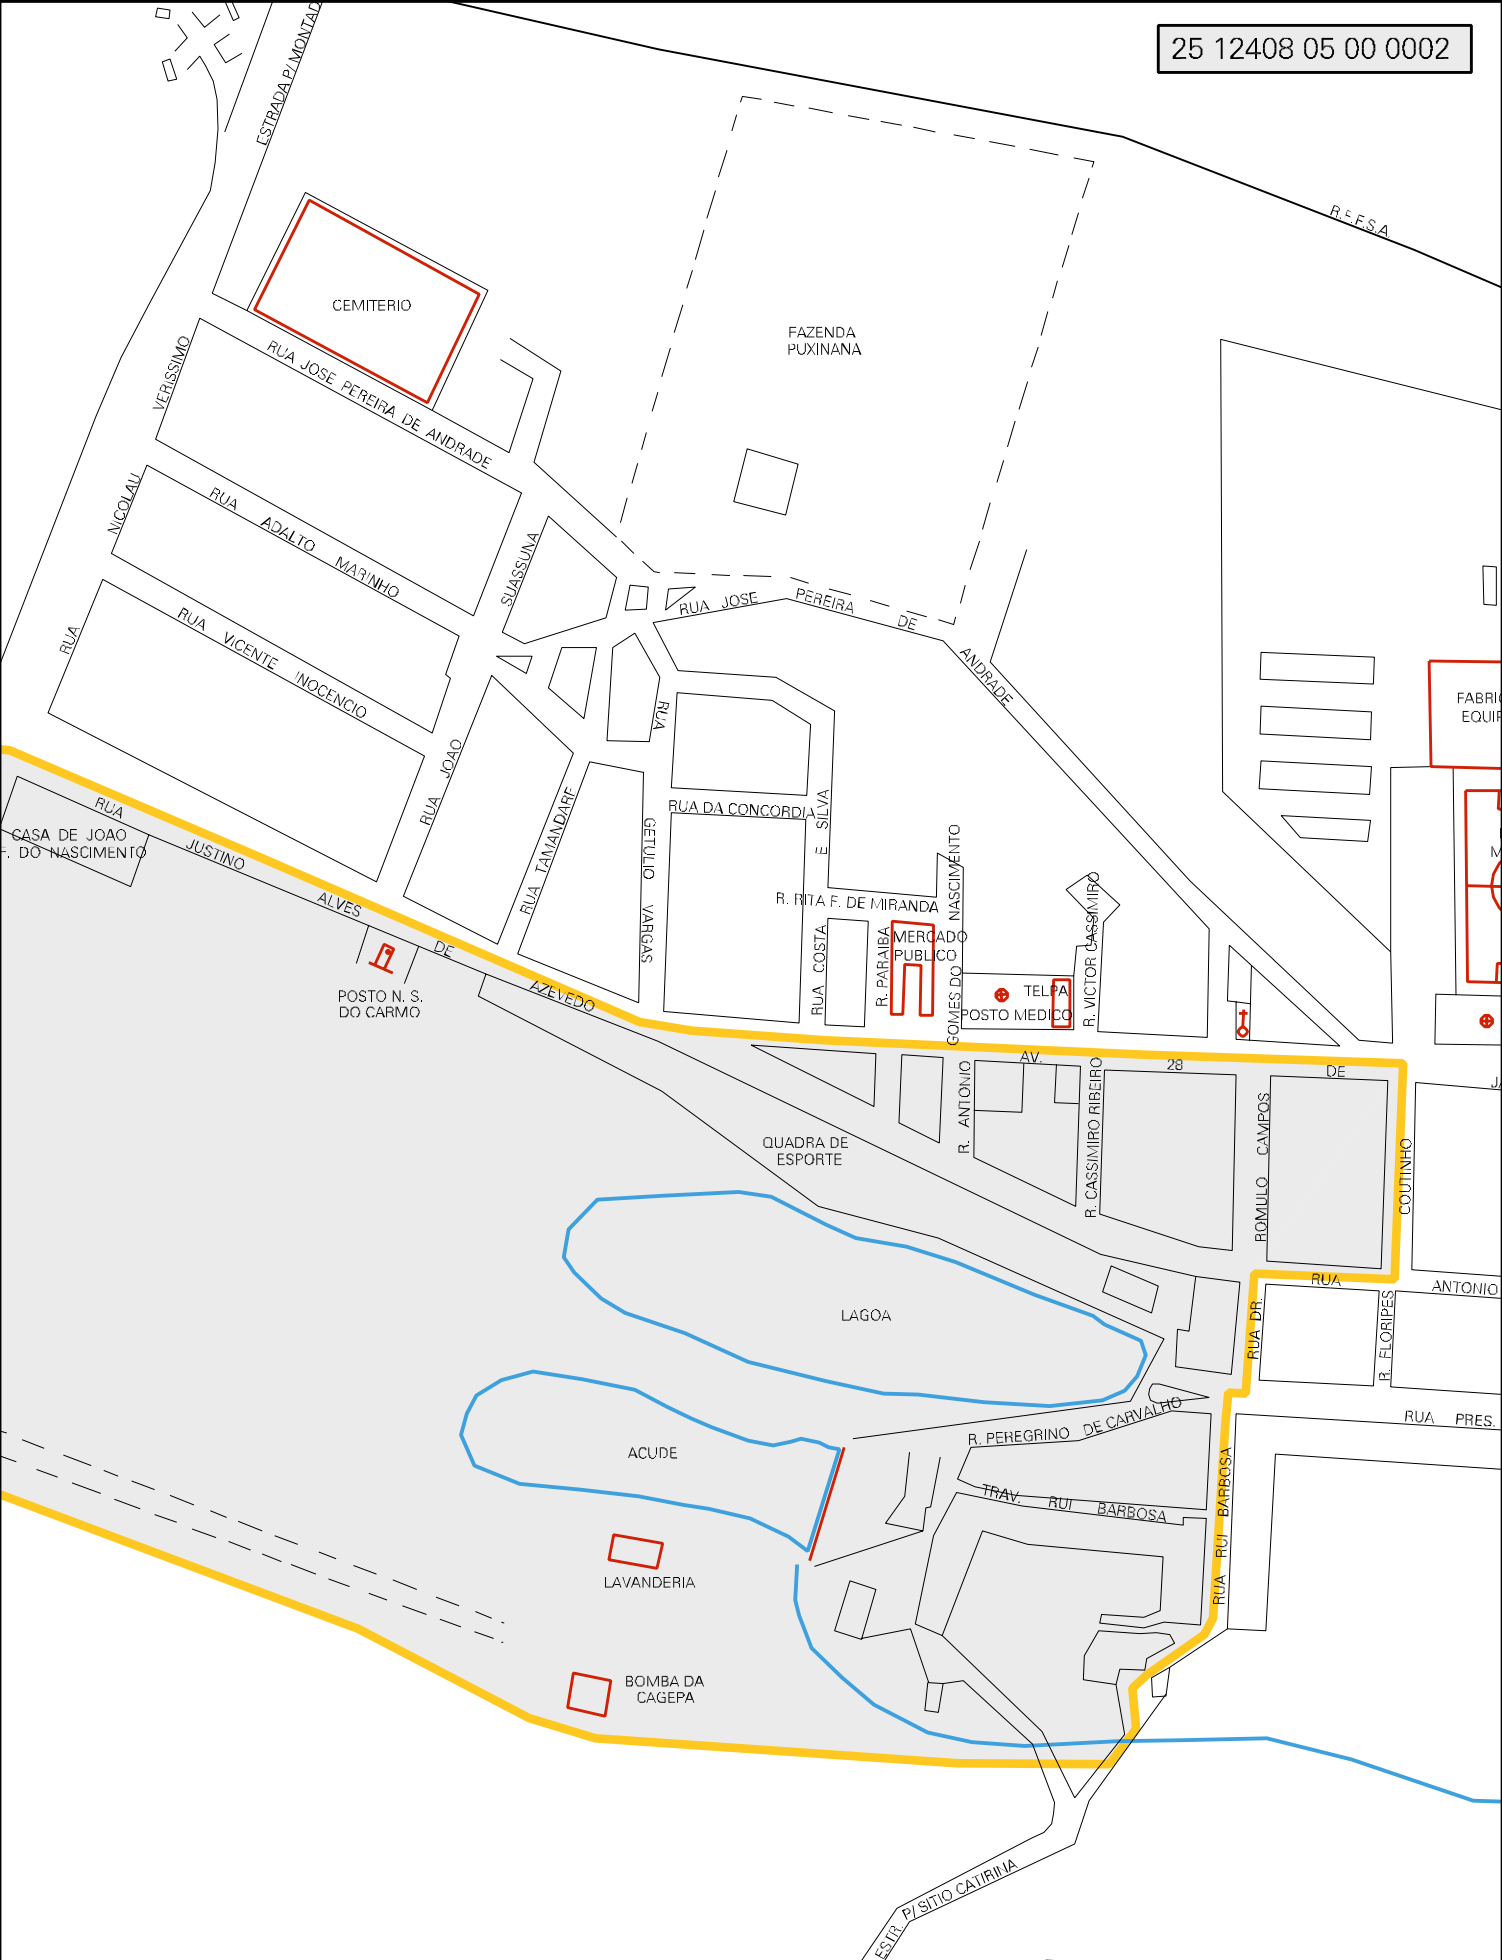 25 12408 05 00 0002
ESTRADA P/ MONTAD
R.F.F.S.A.
CEMITERIO
FAZENDA
PUXINANA
RUA JOSE PEREIRA DE ANDRADE
RUA NICOLAU VERISSIMO
RUA ADALTO MARINHO
RUA VICENTE INOCENCIO
RUA JOAO SUASSUNA
RUA JOSE PEREIRA DE ANDRADE
RUA TAMANDARE
RUA GETULIO VARGAS
RUA DA CONCORDIA
RUA COSTA E SILVA
R. RITA F. DE MIRANDA
R. PARAIBA
MERCADO
PUBLICO
R. ANTONIO GOMES DO NASCIMENTO
TELPA
POSTO MEDICO
R. VICTOR CASSIMIRO
R. CASSIMIRO RIBEIRO
FABRI
EQUIP
M
CASA DE JOAO
F. DO NASCIMENTO
RUA JUSTINO ALVES DE AZEVEDO
POSTO N. S.
DO CARMO
AV. 28 DE JA
QUADRA DE
ESPORTE
RUA DR. ROMULO CAMPOS
R. FLORIPES COUTINHO
RUA ANTONIO
LAGOA
RUA PRES.
R. PEREGRINO DE CARVALHO
ACUDE
TRAV. RUI BARBOSA
RUA RUI BARBOSA
LAVANDERIA
BOMBA DA
CAGEPA
ESTR. P/ SITIO CATIRINA